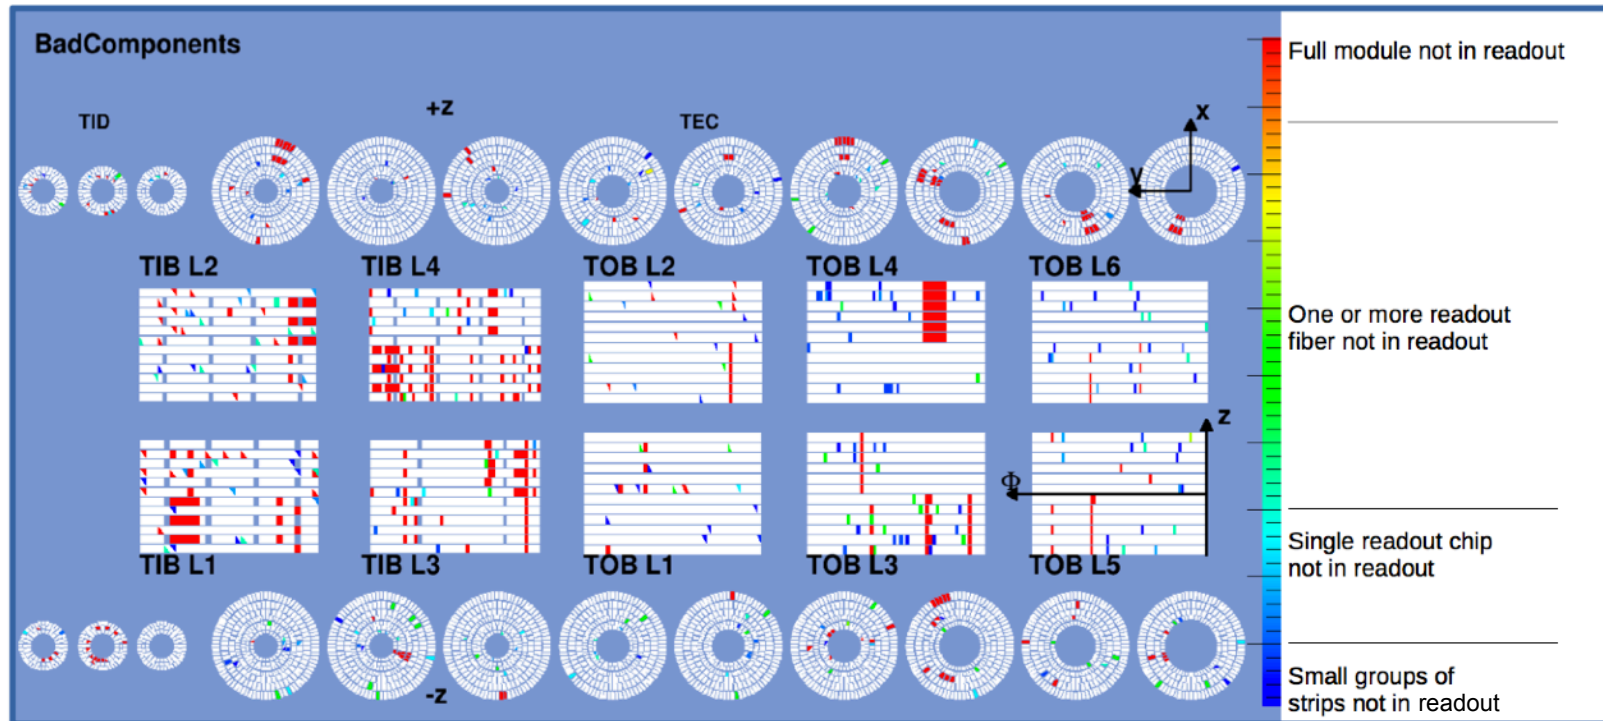 BadComponents
Full module not in readout
+z
x
TID
TEC
y
TIB L2
TIB L4
TOB L2
TOB L4
TOB L6
One or more readout
fiber not in readout
z
Φ
Single readout chip
not in readout
TIB L1
TIB L3
TOB L1
TOB L3
TOB L5
-z
Small groups of
strips not in readout